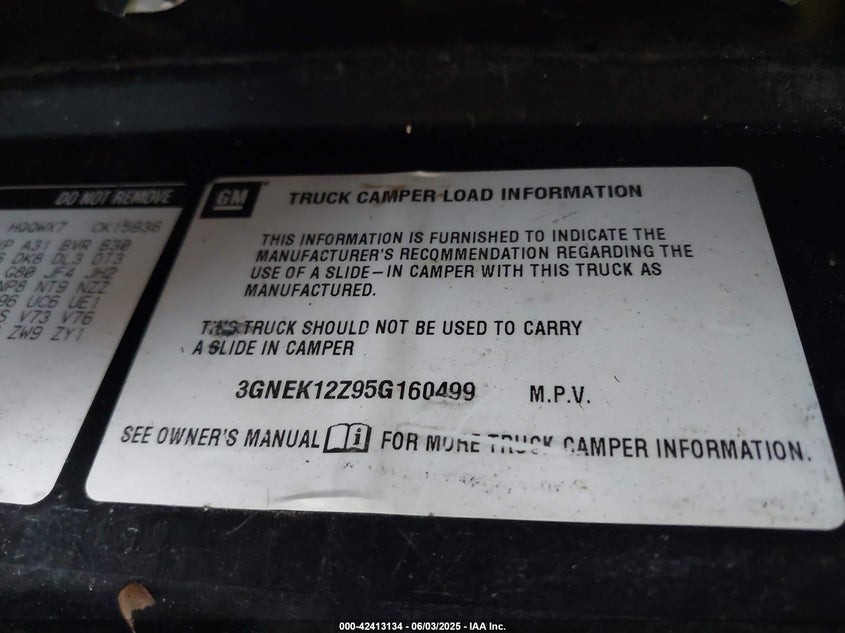 DO NOT REMOVE
HQQWK7 CK15936
YP A31 BVR B30
DK8 DL3 DT3
G80 JF4 JH2
NP8 NT9 NZZ
96 UC6 UE1
S V73 V76
ZW9 ZY1
GM
TRUCK CAMPER LOAD INFORMATION
THIS INFORMATION IS FURNISHED TO INDICATE THE
MANUFACTURER'S RECOMMENDATION REGARDING THE
USE OF A SLIDE-IN CAMPER WITH THIS TRUCK AS
MANUFACTURED.
THIS TRUCK SHOULD NOT BE USED TO CARRY
A SLIDE IN CAMPER
3GNEK12Z95G160499 M.P.V.
SEE OWNER'S MANUAL i FOR MORE TRUCK CAMPER INFORMATION.
000-42413134 - 06/03/2025 - IAA Inc.